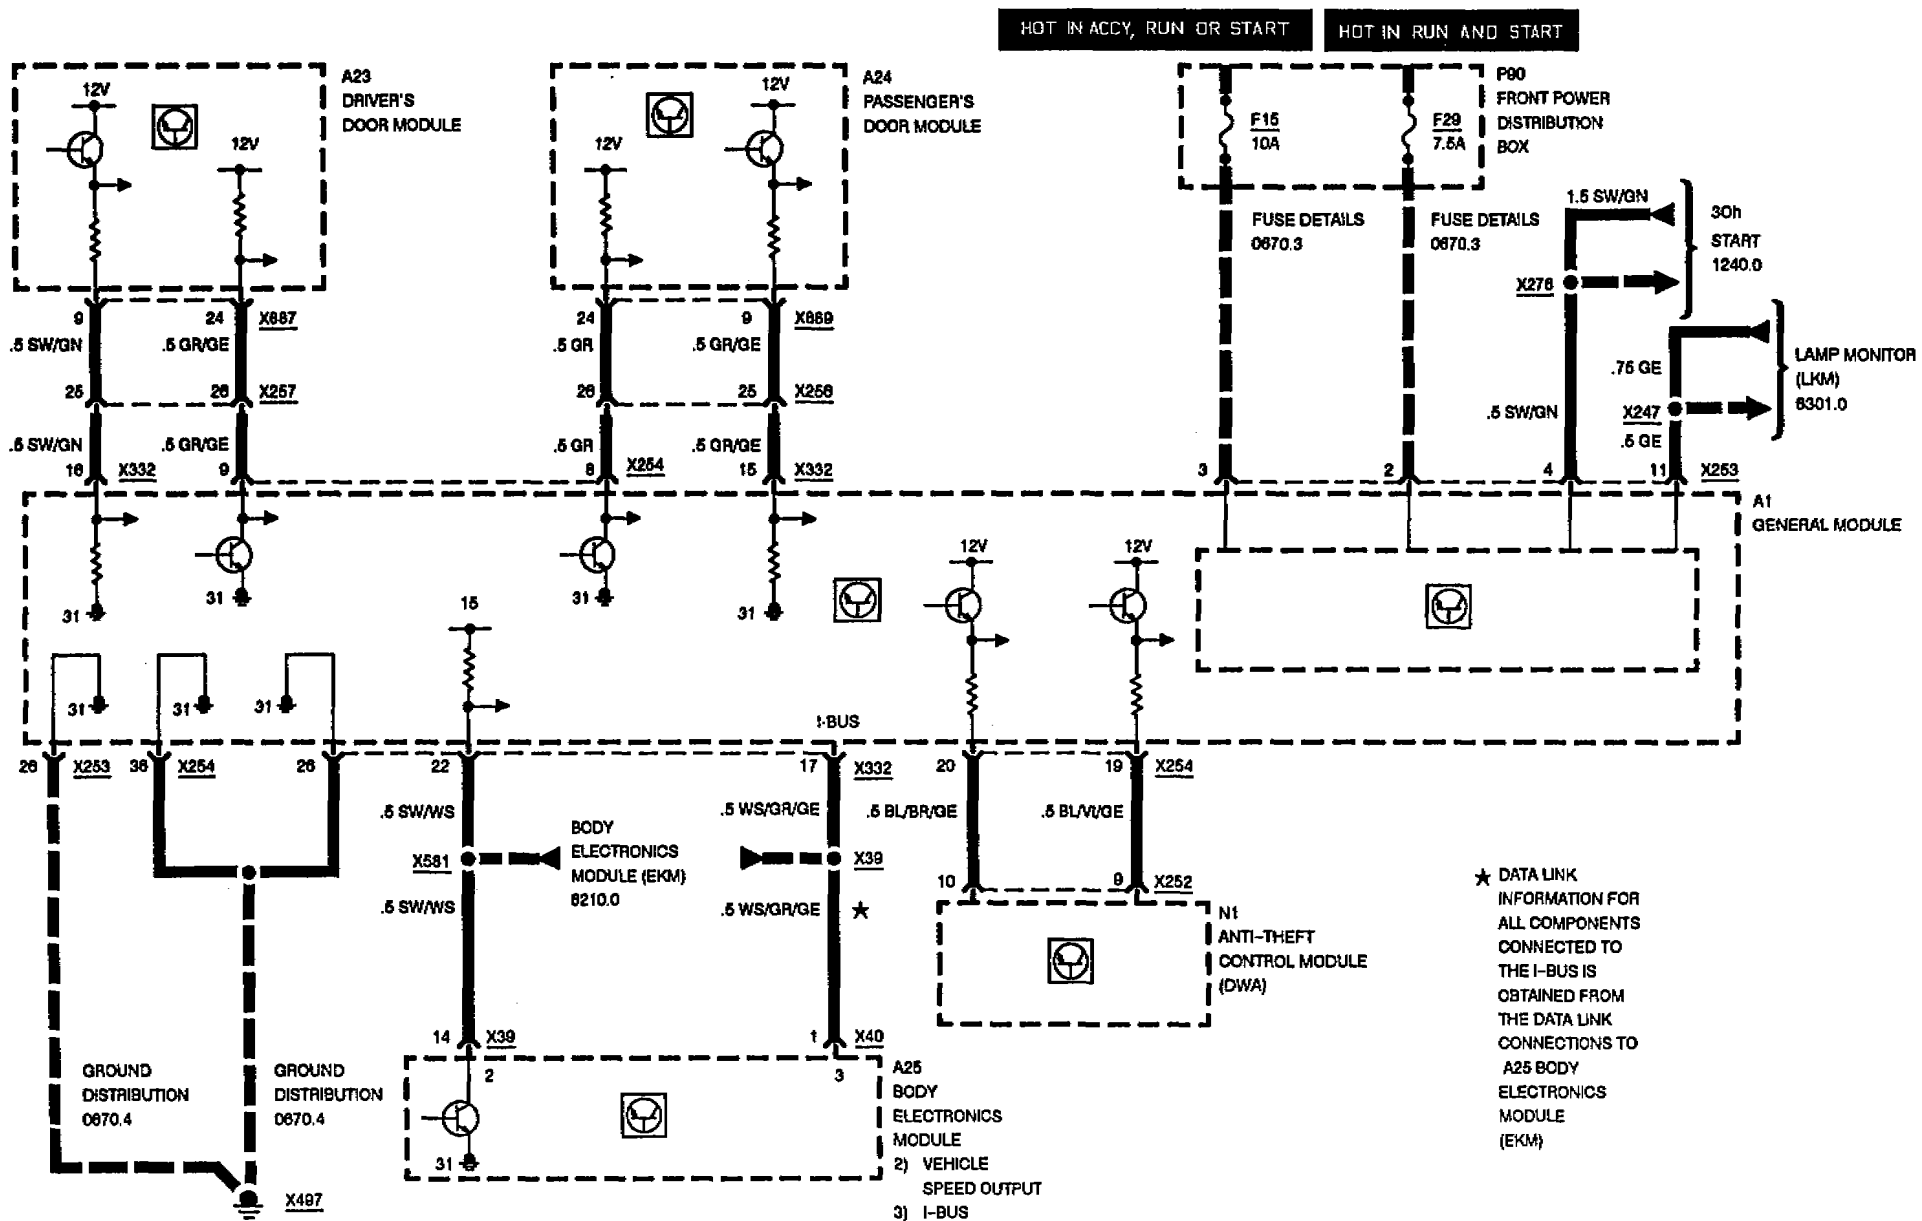 HOT IN ACCY, RUN OR START
HOT IN RUN AND START
12V
12V
A23
DRIVER'S
DOOR MODULE
12V
12V
A24
PASSENGER'S
DOOR MODULE
F15
10A
F29
7.5A
P90
FRONT POWER
DISTRIBUTION
BOX
FUSE DETAILS
0670.3
FUSE DETAILS
0670.3
1.5 SW/GN
30h
START
1240.0
X276
9
24
X687
24
9
X669
.5 SW/GN
.5 GR/GE
.5 GR
.5 GR/GE
25
26
X257
26
25
X256
.75 GE
LAMP MONITOR
(LKM)
6301.0
.5 SW/GN
X247
.5 GE
.5 SW/GN
.5 GR/GE
.5 GR
.5 GR/GE
16
X332
9
8
X254
15
X332
3
2
4
11
X253
A1
GENERAL MODULE
31
31
31
31
15
12V
12V
31
31
31
I-BUS
26
X253
36
X254
26
22
17
X332
20
19
X254
.5 SW/WS
.5 WS/GR/GE
.5 BL/BR/GE
.5 BL/VI/GE
X581
BODY
ELECTRONICS
MODULE (EKM)
6210.0
X39
.5 SW/WS
.5 WS/GR/GE ★
10
9
X252
N1
ANTI-THEFT
CONTROL MODULE
(DWA)
★ DATA LINK
INFORMATION FOR
ALL COMPONENTS
CONNECTED TO
THE I-BUS IS
OBTAINED FROM
THE DATA LINK
CONNECTIONS TO
A25 BODY
ELECTRONICS
MODULE
(EKM)
14
X39
1
X40
2
3
31
A25
BODY
ELECTRONICS
MODULE
2) VEHICLE
SPEED OUTPUT
3) I-BUS
GROUND
DISTRIBUTION
0670.4
GROUND
DISTRIBUTION
0670.4
X497